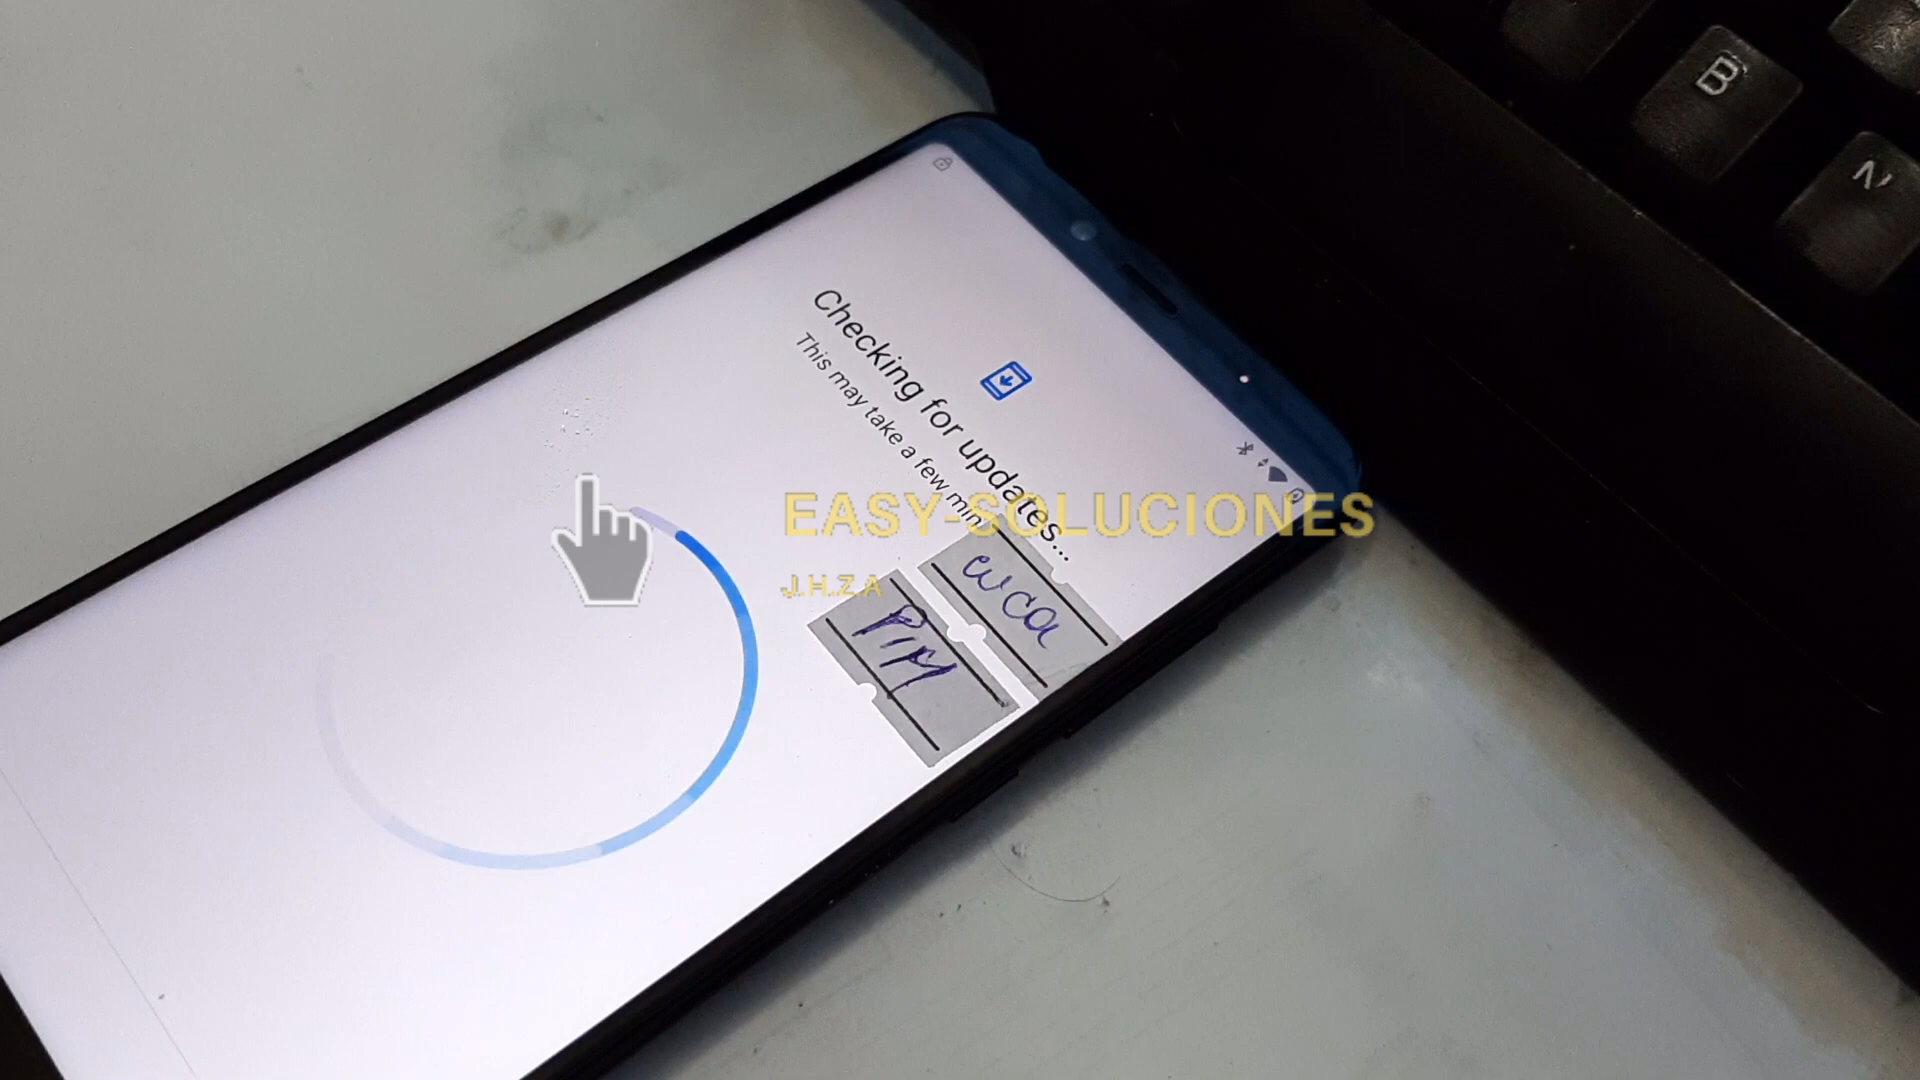 B
N
Checking for updates...
This may take a few min
EASY-SOLUCIONES
J.H.Z.A